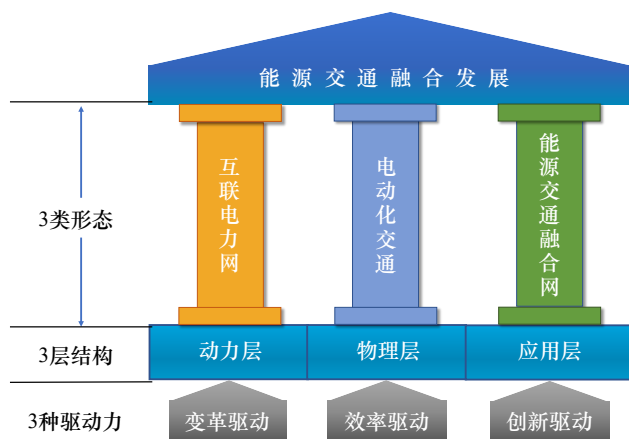 能源交通融合发展
3类形态
互联电力网
电动化交通
能源交通融合网
3层结构
动力层
物理层
应用层
3种驱动力
变革驱动
效率驱动
创新驱动